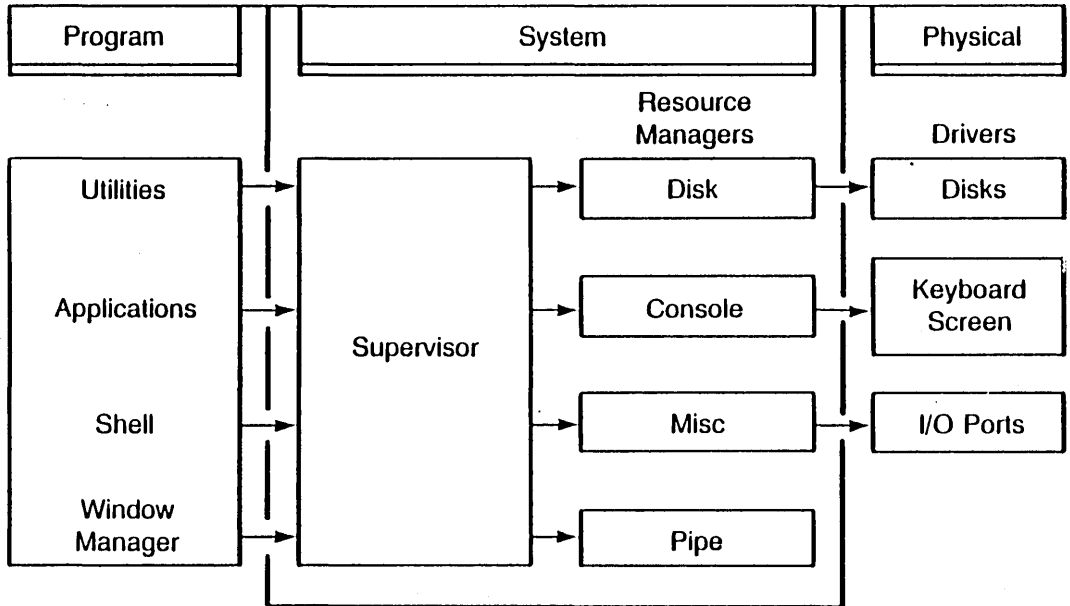 Program
System
Physical
Resource
Managers
Drivers
Utilities
Disk
Disks
Applications
Supervisor
Console
Keyboard
Screen
Shell
Misc
I/O Ports
Window
Manager
Pipe